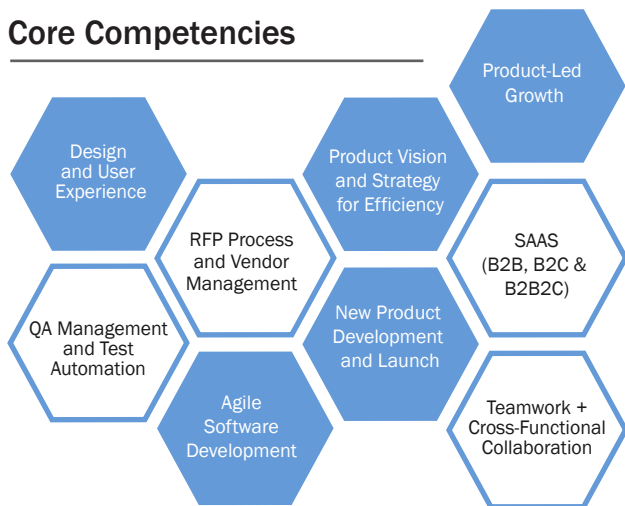 Core Competencies
Product-Led
Growth
Design
and User
Experience
Product Vision
and Strategy
for Efficiency
RFP Process
and Vendor
Management
SAAS
(B2B, B2C &
B2B2C)
QA Management
and Test
Automation
New Product
Development
and Launch
Agile
Software
Development
Teamwork +
Cross-Functional
Collaboration